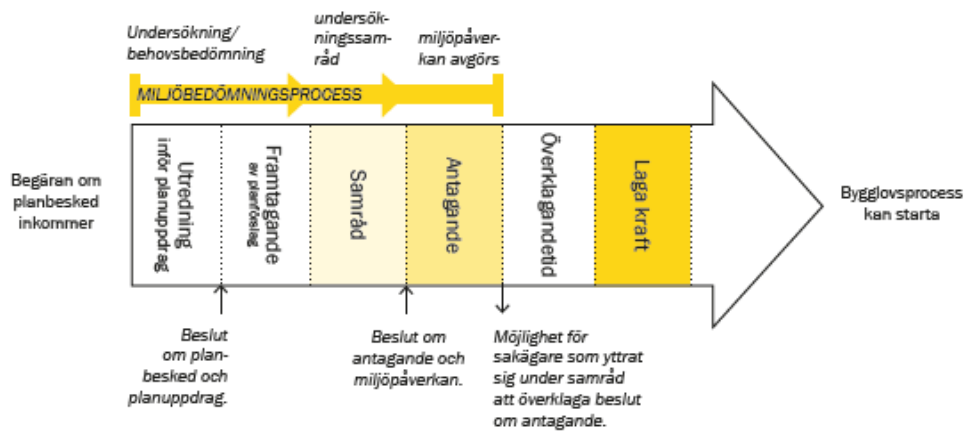 Undersökning/
behovsbedömning
undersök-
ningssam-
råd
miljöpåver-
kan avgörs
MILJÖBEDÖMNINGSPROCESS
Begäran om
planbesked
inkommer
Utredning
inför planuppdrag
Framtagande
av planförslag
Samråd
Antagande
Överklagandetid
Laga kraft
Bygglovsprocess
kan starta
Beslut
om plan-
besked och
planuppdrag.
Beslut om
antagande och
miljöpåverkan.
Möjlighet för
sakägare som yttrat
sig under samråd
att överklaga beslut
om antagande.